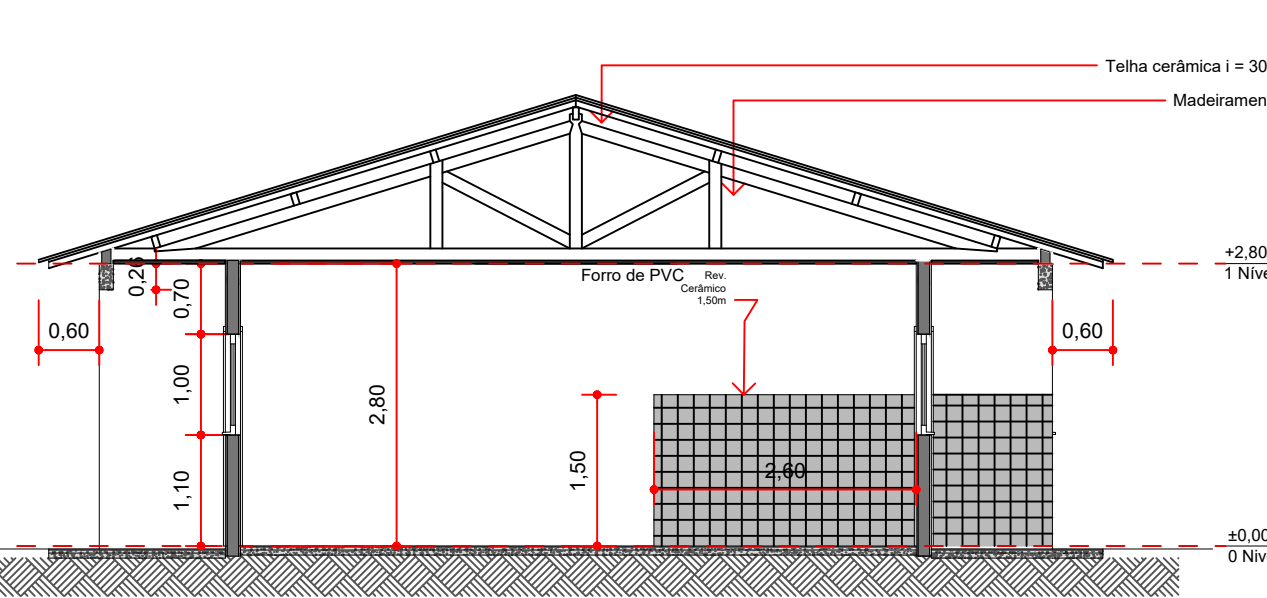 Telha cerâmica i = 30
Madeiramen
+2,80
1 Níve
Forro de PVC
Rev.
Cerâmico
1,50m
0,26
0,70
0,60
0,60
1,00
2,80
1,50
2,60
1,10
±0,00
0 Niv